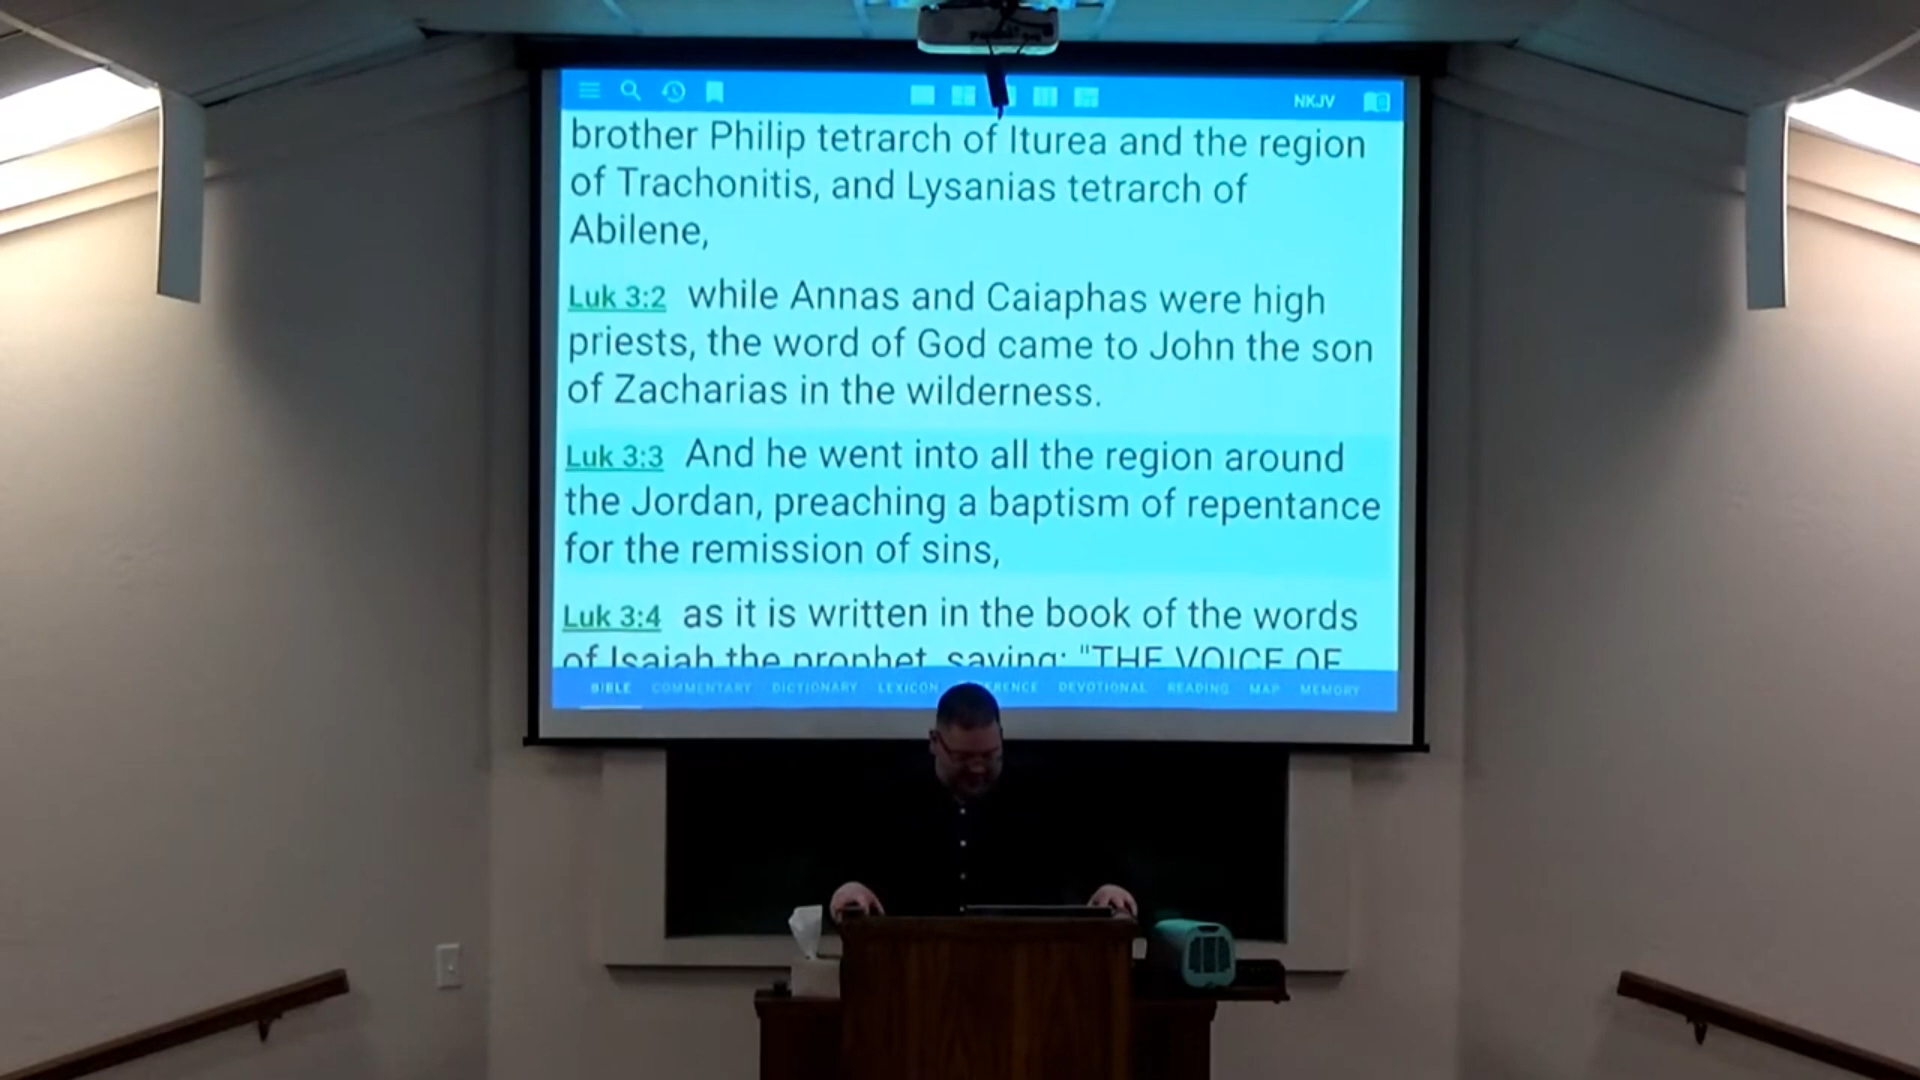 NKJV
brother Philip tetrarch of Iturea and the region
of Trachonitis, and Lysanias tetrarch of
Abilene,
Luk 3:2 while Annas and Caiaphas were high
priests, the word of God came to John the son
of Zacharias in the wilderness.
Luk 3:3 And he went into all the region around
the Jordan, preaching a baptism of repentance
for the remission of sins,
Luk 3:4 as it is written in the book of the words
of Isaiah the prophet, saying: "THE VOICE OF
BIBLE COMMENTARY DICTIONARY LEXICON ERENCE DEVOTIONAL READING MAP MEMORY